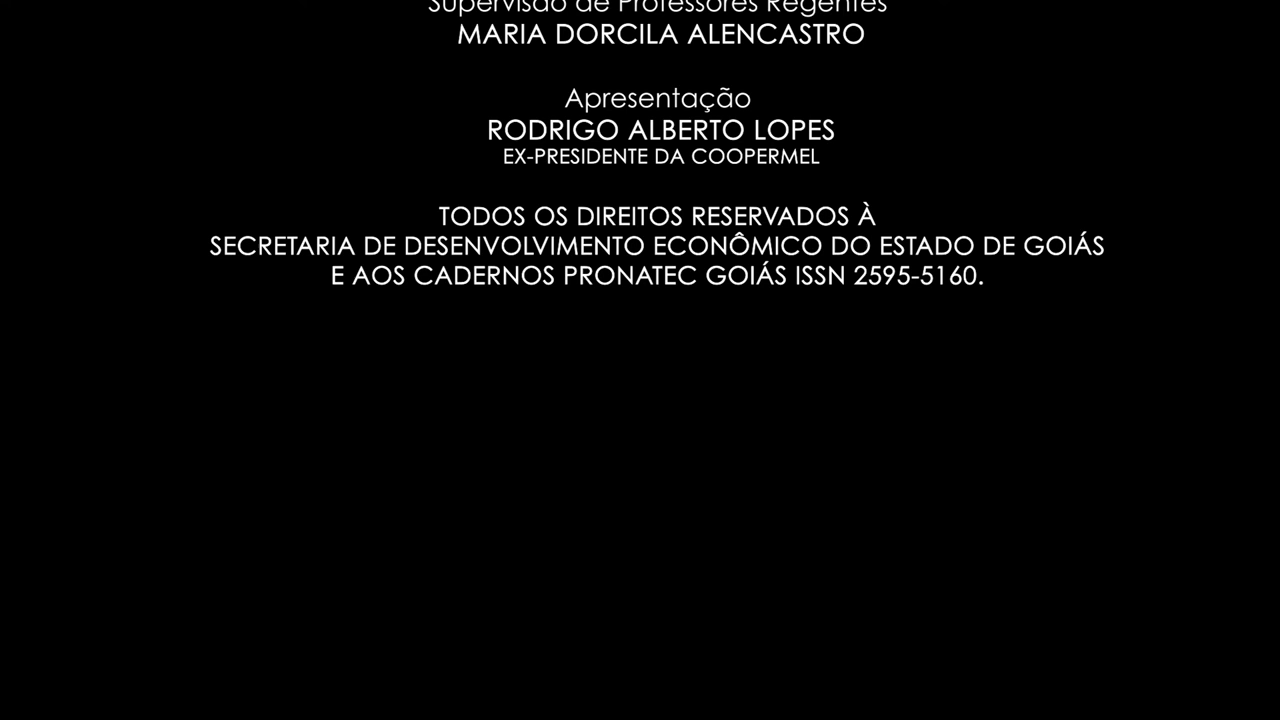 Supervisão de Professores Regentes
MARIA DORCILA ALENCASTRO
Apresentação
RODRIGO ALBERTO LOPES
EX-PRESIDENTE DA COOPERMEL
TODOS OS DIREITOS RESERVADOS À
SECRETARIA DE DESENVOLVIMENTO ECONÔMICO DO ESTADO DE GOIÁS
E AOS CADERNOS PRONATEC GOIÁS ISSN 2595-5160.